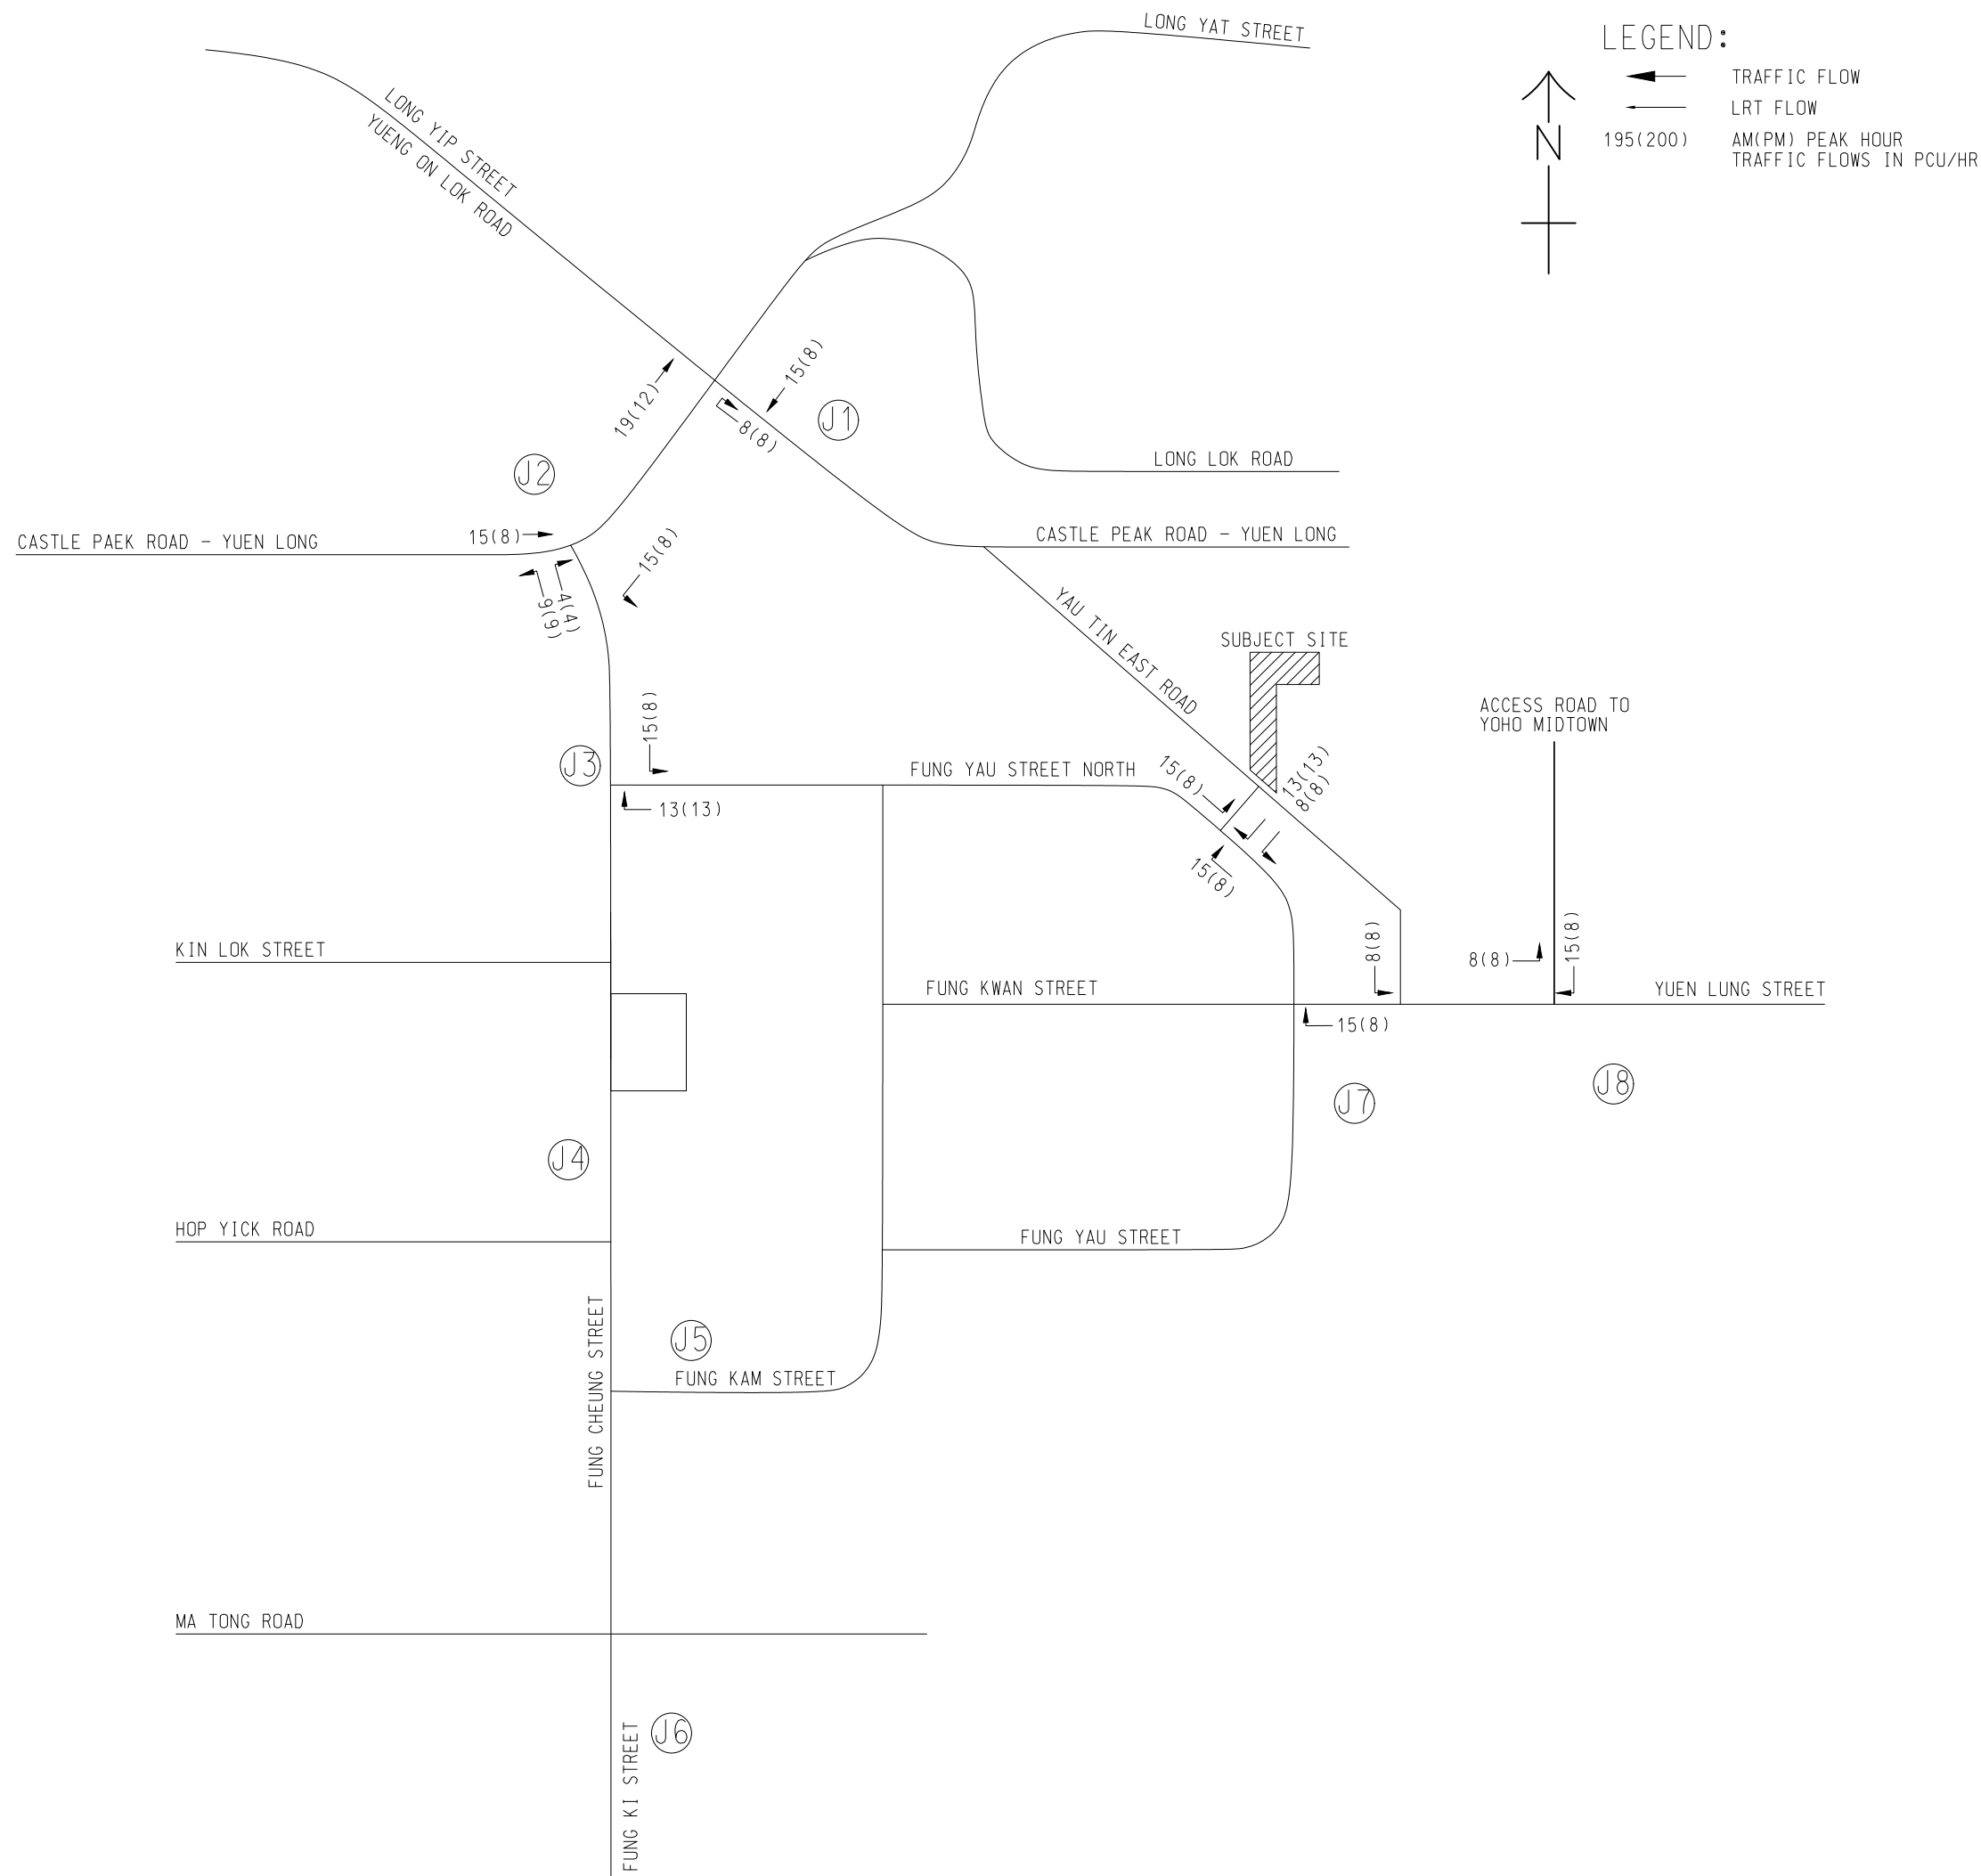 LONG YAT STREET
LEGEND:
TRAFFIC FLOW
LRT FLOW
195(200) AM(PM) PEAK HOUR
TRAFFIC FLOWS IN PCU/HR
N
LONG YIP STREET
YUENG ON LOK ROAD
15(8)
19(12)
8(8)
J1
J2
LONG LOK ROAD
15(8)
CASTLE PAEK ROAD - YUEN LONG
CASTLE PEAK ROAD - YUEN LONG
15(8)
4(4)
9(9)
YAU TIN EAST ROAD
SUBJECT SITE
ACCESS ROAD TO
YOHO MIDTOWN
15(8)
J3
FUNG YAU STREET NORTH
15(8)
13(13)
8(8)
13(13)
15(8)
KIN LOK STREET
8(8)
8(8)
15(8)
FUNG KWAN STREET
YUEN LUNG STREET
15(8)
J7
J8
J4
HOP YICK ROAD
FUNG YAU STREET
FUNG CHEUNG STREET
J5
FUNG KAM STREET
MA TONG ROAD
J6
FUNG KI STREET